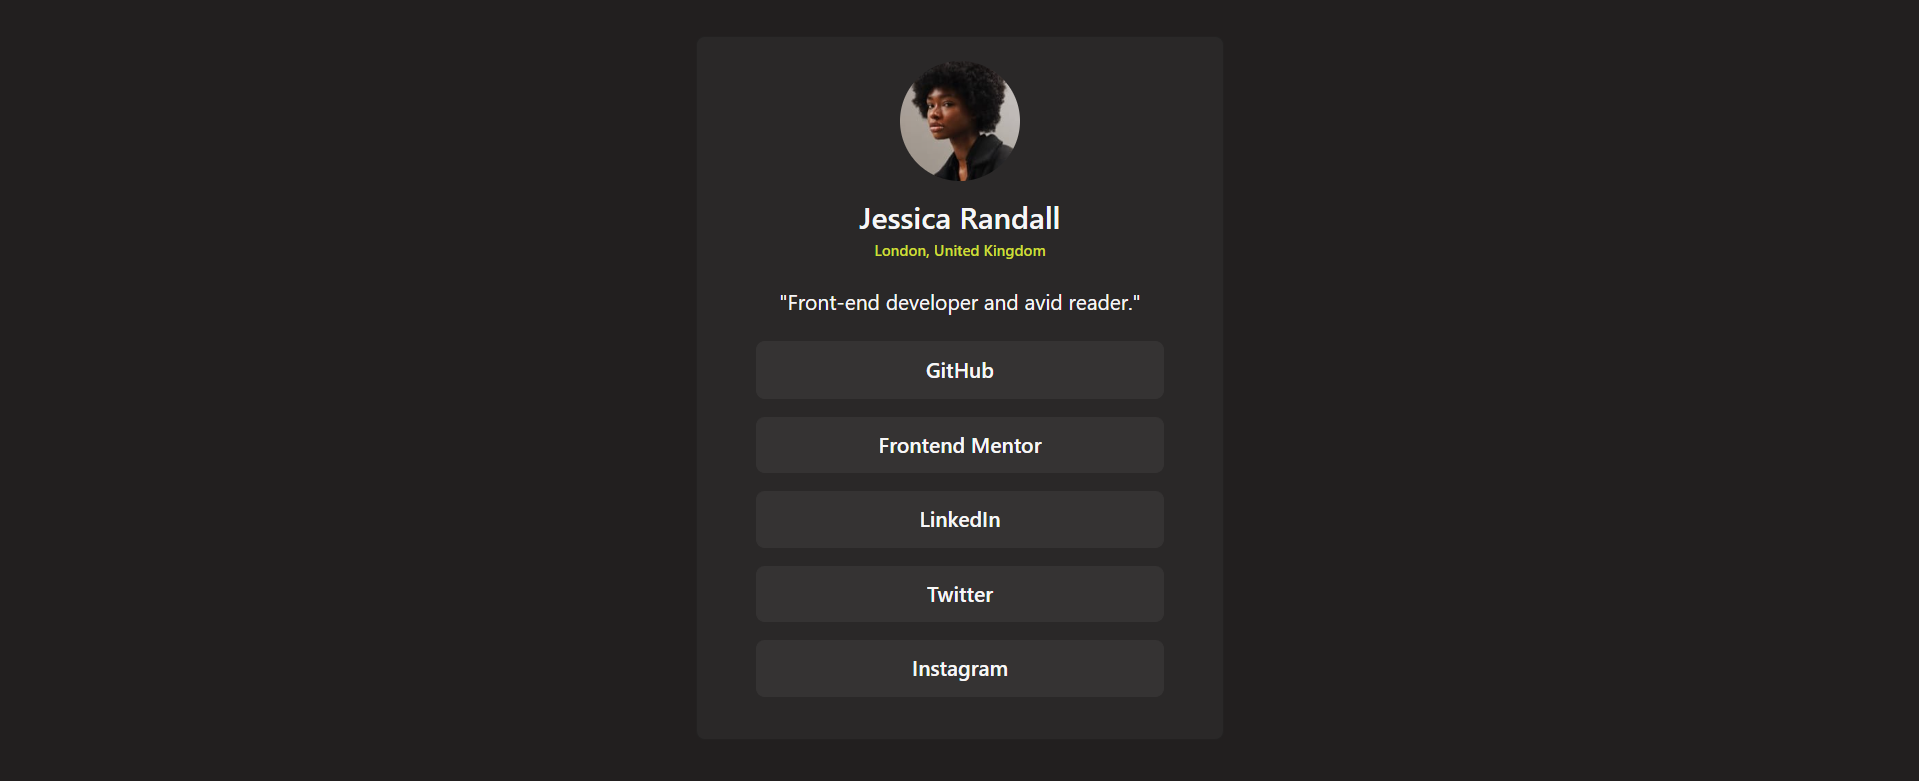 Jessica Randall
London, United Kingdom
"Front-end developer and avid reader."
GitHub
Frontend Mentor
LinkedIn
Twitter
Instagram